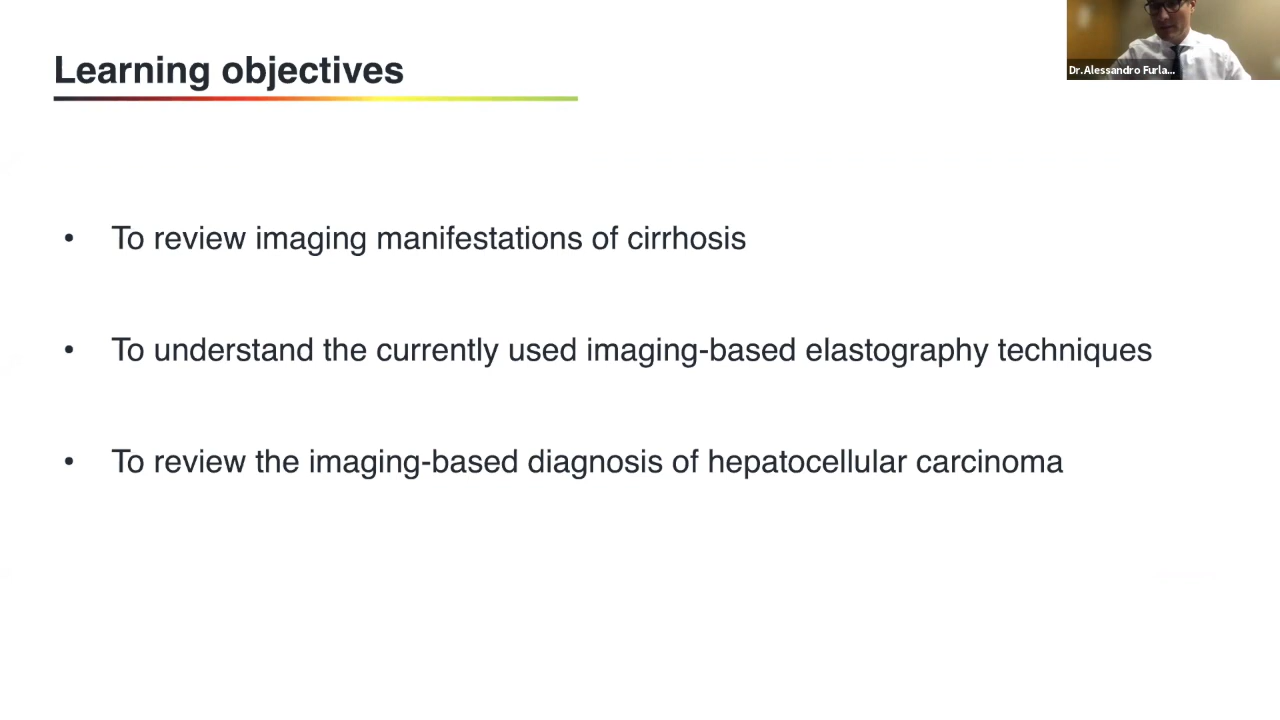 Learning objectives
Dr.Alessandro Furla...
• To review imaging manifestations of cirrhosis
• To understand the currently used imaging-based elastography techniques
• To review the imaging-based diagnosis of hepatocellular carcinoma